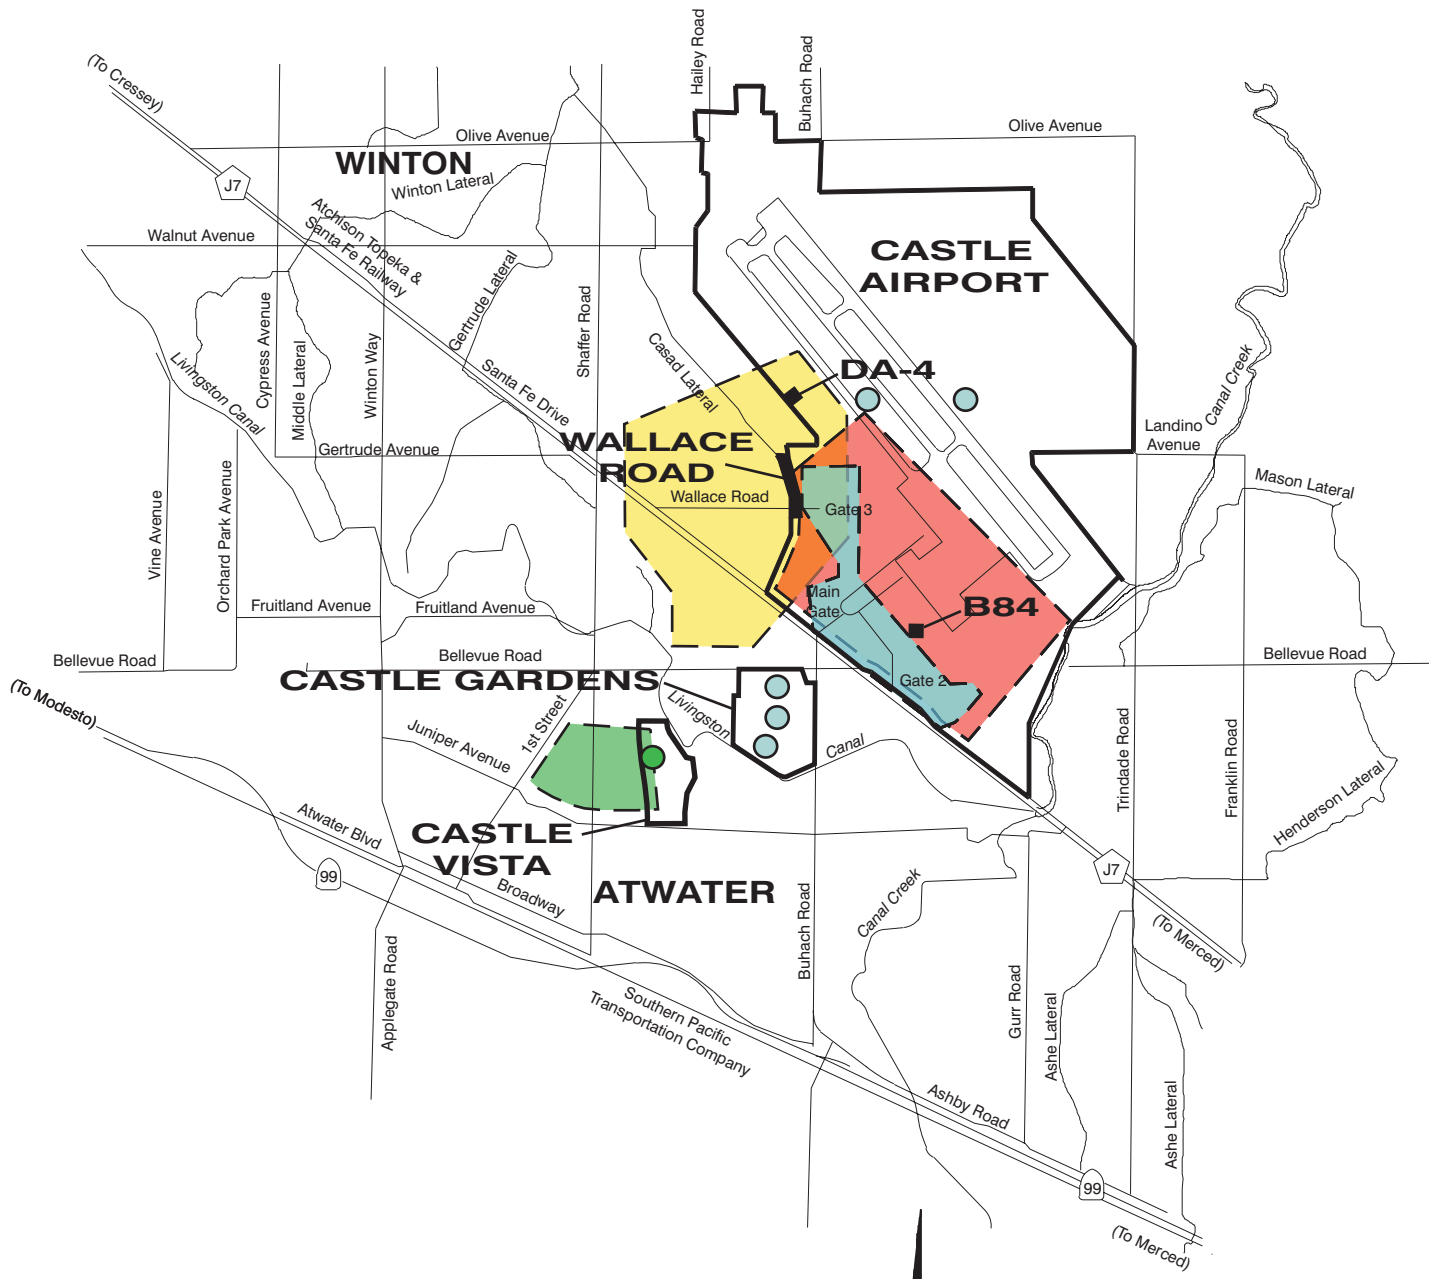 Hailey Road
Buhach Road
(To Cressey)
Olive Avenue
Olive Avenue
WINTON
Winton Lateral
J7
Atchison Topeka &
Santa Fe Railway
Walnut Avenue
CASTLE
AIRPORT
Gertrude Lateral
Cypress Avenue
Middle Lateral
Winton Way
Shaffer Road
Casad Lateral
Livingston Canal
Santa Fe Drive
DA-4
Canal Creek
Landino
Avenue
WALLACE
ROAD
Gertrude Avenue
Mason Lateral
Wallace Road
Gate 3
Vine Avenue
Orchard Park Avenue
Main
Gate
B84
Fruitland Avenue
Fruitland Avenue
Bellevue Road
Bellevue Road
Bellevue Road
CASTLE GARDENS
Gate 2
(To Modesto)
Livingston
Canal
1st Street
Juniper Avenue
Trindade Road
Franklin Road
Henderson Lateral
Atwater Blvd
CASTLE
VISTA
99
Broadway
ATWATER
J7
Canal Creek
Buhach Road
(To Merced)
Applegate Road
Gurr Road
Ashe Lateral
Southern Pacific
Transportation Company
Ashby Road
Ashe Lateral
99
(To Merced)